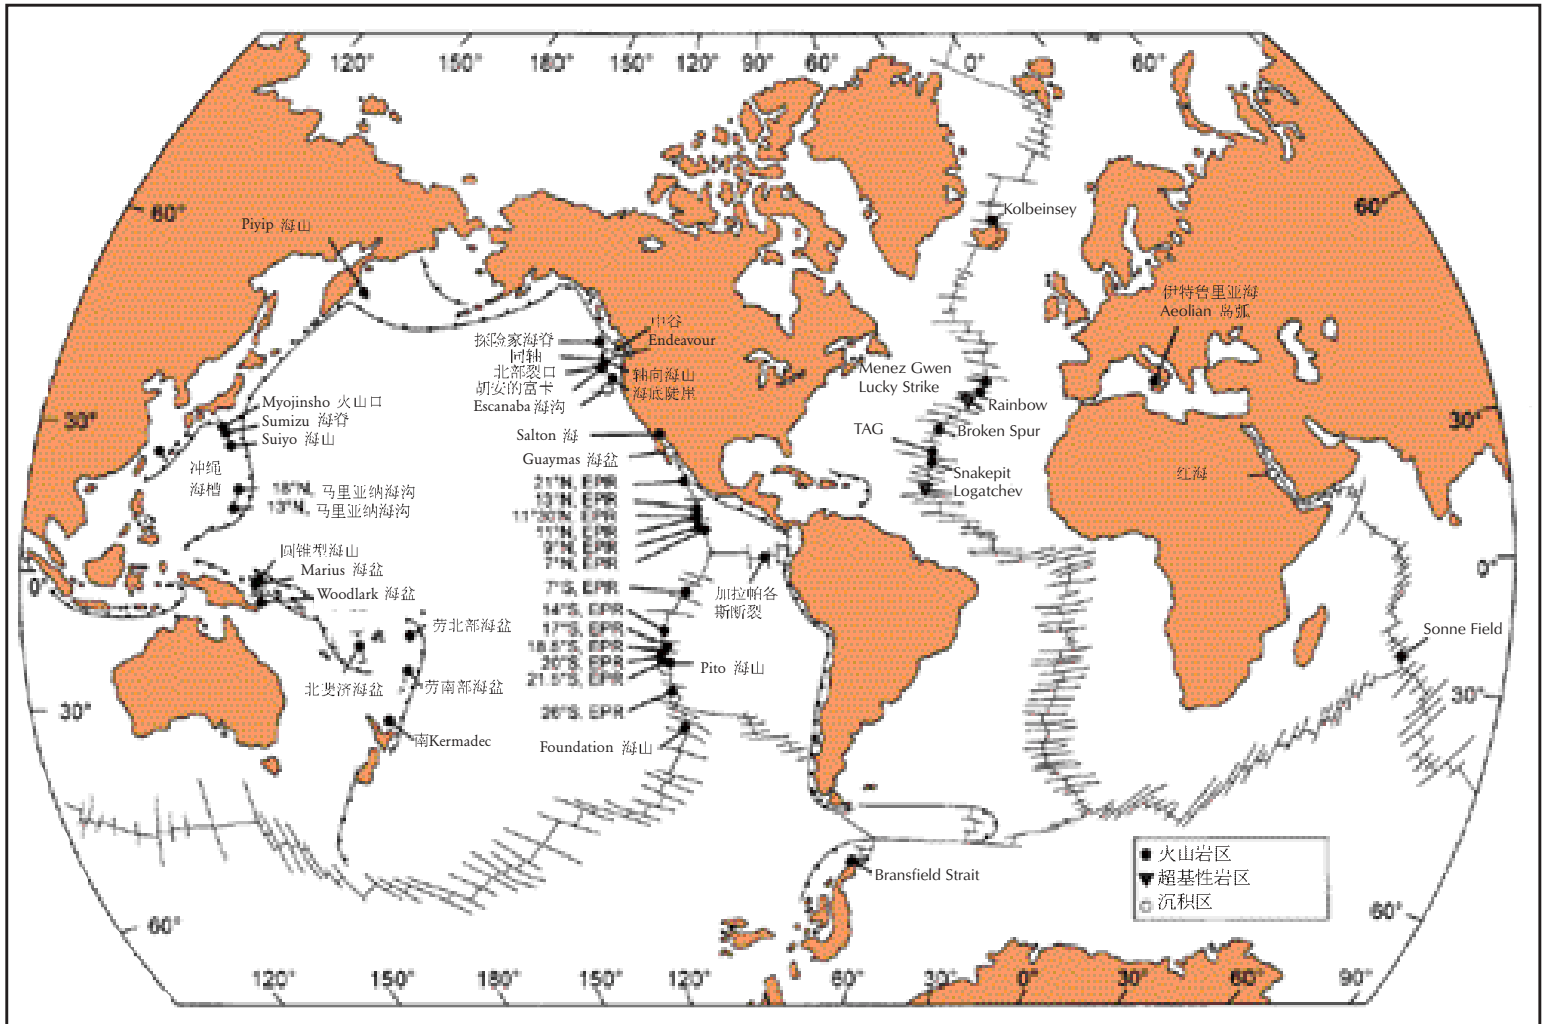 120° 150° 180° 150° 120° 90° 60° 0° 60°
60°
60°
Piyip 海山
Kolbeinsey
伊特鲁里亚海
Aeolian 岛弧
中谷
Endeavour
探险家海脊
同轴
北部裂口
胡安的富卡
Escanaba 海沟
轴向海山
海底陡崖
Menez Gwen
Lucky Strike
Rainbow
TAG
Broken Spur
Snakepit
Logatchev
30°
30°
Myojinsho 火山口
Sumizu 海脊
Suiyo 海山
Salton 海
Guaymas 海盆
冲绳
海槽
18°N, 马里亚纳海沟
13°N, 马里亚纳海沟
红海
21°N, EPR
13°N, EPR
11°30'N, EPR
11°N, EPR
9°N, EPR
7°N, EPR
7°S, EPR
14°S, EPR
17°S, EPR
18.5°S, EPR
20°S, EPR
21.5°S, EPR
26°S, EPR
圆锥型海山
Marius 海盆
Woodlark 海盆
0°
0°
加拉帕各
斯断裂
劳北部海盆
Sonne Field
Pito 海山
北斐济海盆
劳南部海盆
30°
30°
南Kermadec
Foundation 海山
Bransfield Strait
火山岩区
超基性岩区
沉积区
60°
60°
120° 150° 180° 150° 120° 60° 30° 0° 30° 60° 90°